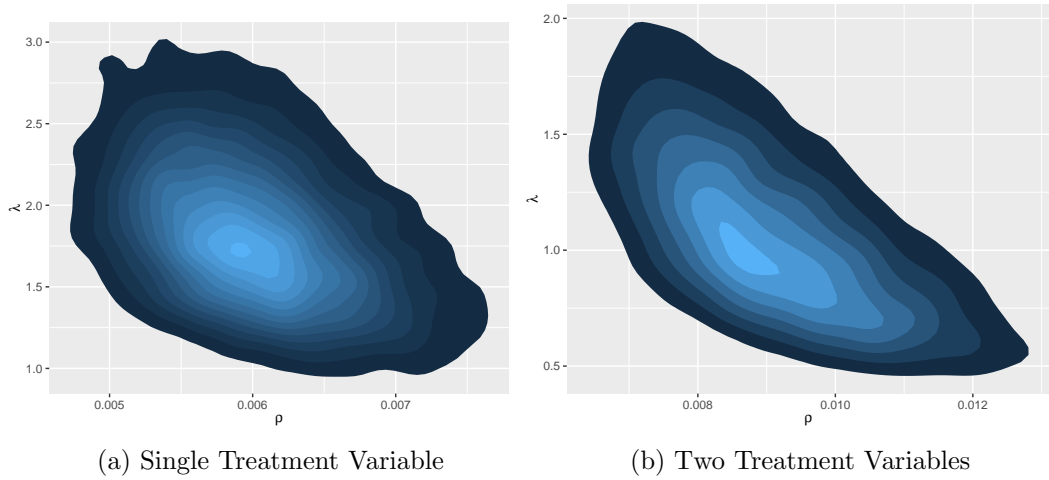 3.0
2.5
2.0
1.5
1.0
λ
0.005 0.006 0.007
ρ
2.0
1.5
1.0
0.5
λ
0.008 0.010 0.012
ρ
(a) Single Treatment Variable
(b) Two Treatment Variables